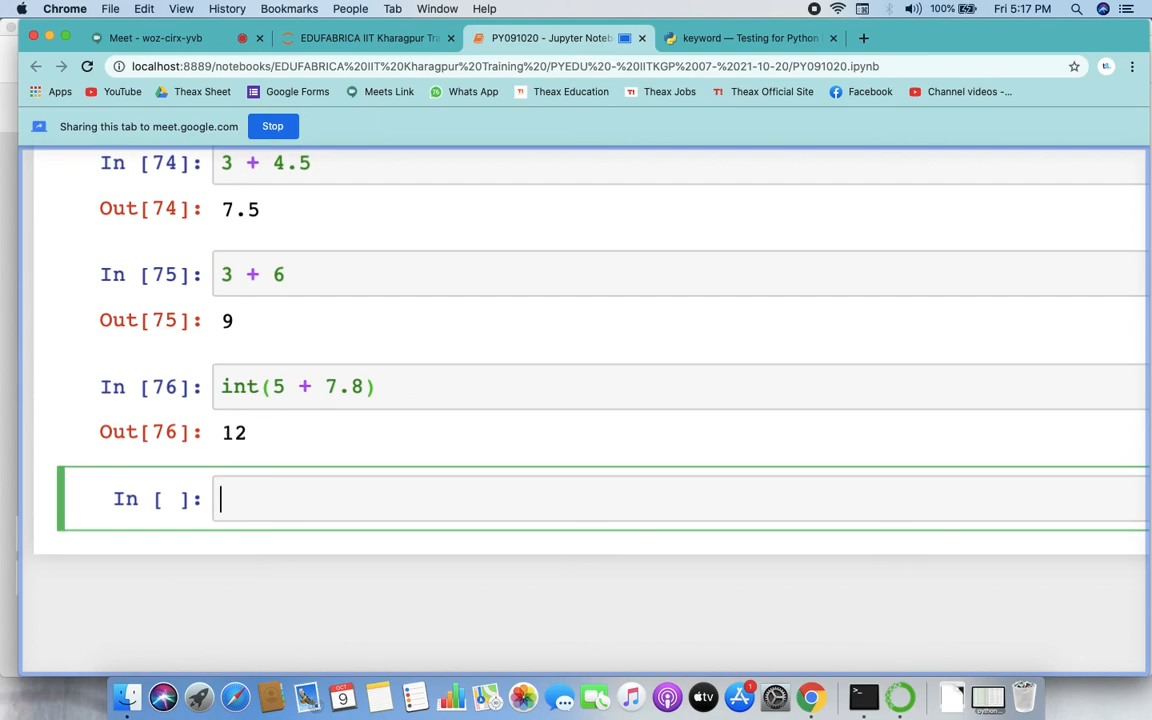 Chrome File Edit View History Bookmarks People Tab Window Help 100% Fri 5:17 PM
Meet - woz-cirx-yvb EDUFABRICA IIT Kharagpur Tra PY091020 - Jupyter Noteb keyword — Testing for Python
localhost:8889/notebooks/EDUFABRICA%20IIT%20Kharagpur%20Training%20/PYEDU%20-%20IITKGP%2007-%2021-10-20/PY091020.ipynb
Apps YouTube Theax Sheet Google Forms Meets Link Whats App Theax Education Theax Jobs Theax Official Site Facebook Channel videos -...
Sharing this tab to meet.google.com Stop
In [74]: 3 + 4.5
Out[74]: 7.5
In [75]: 3 + 6
Out[75]: 9
In [76]: int(5 + 7.8)
Out[76]: 12
In [ ]:
OCT
9
tv
1